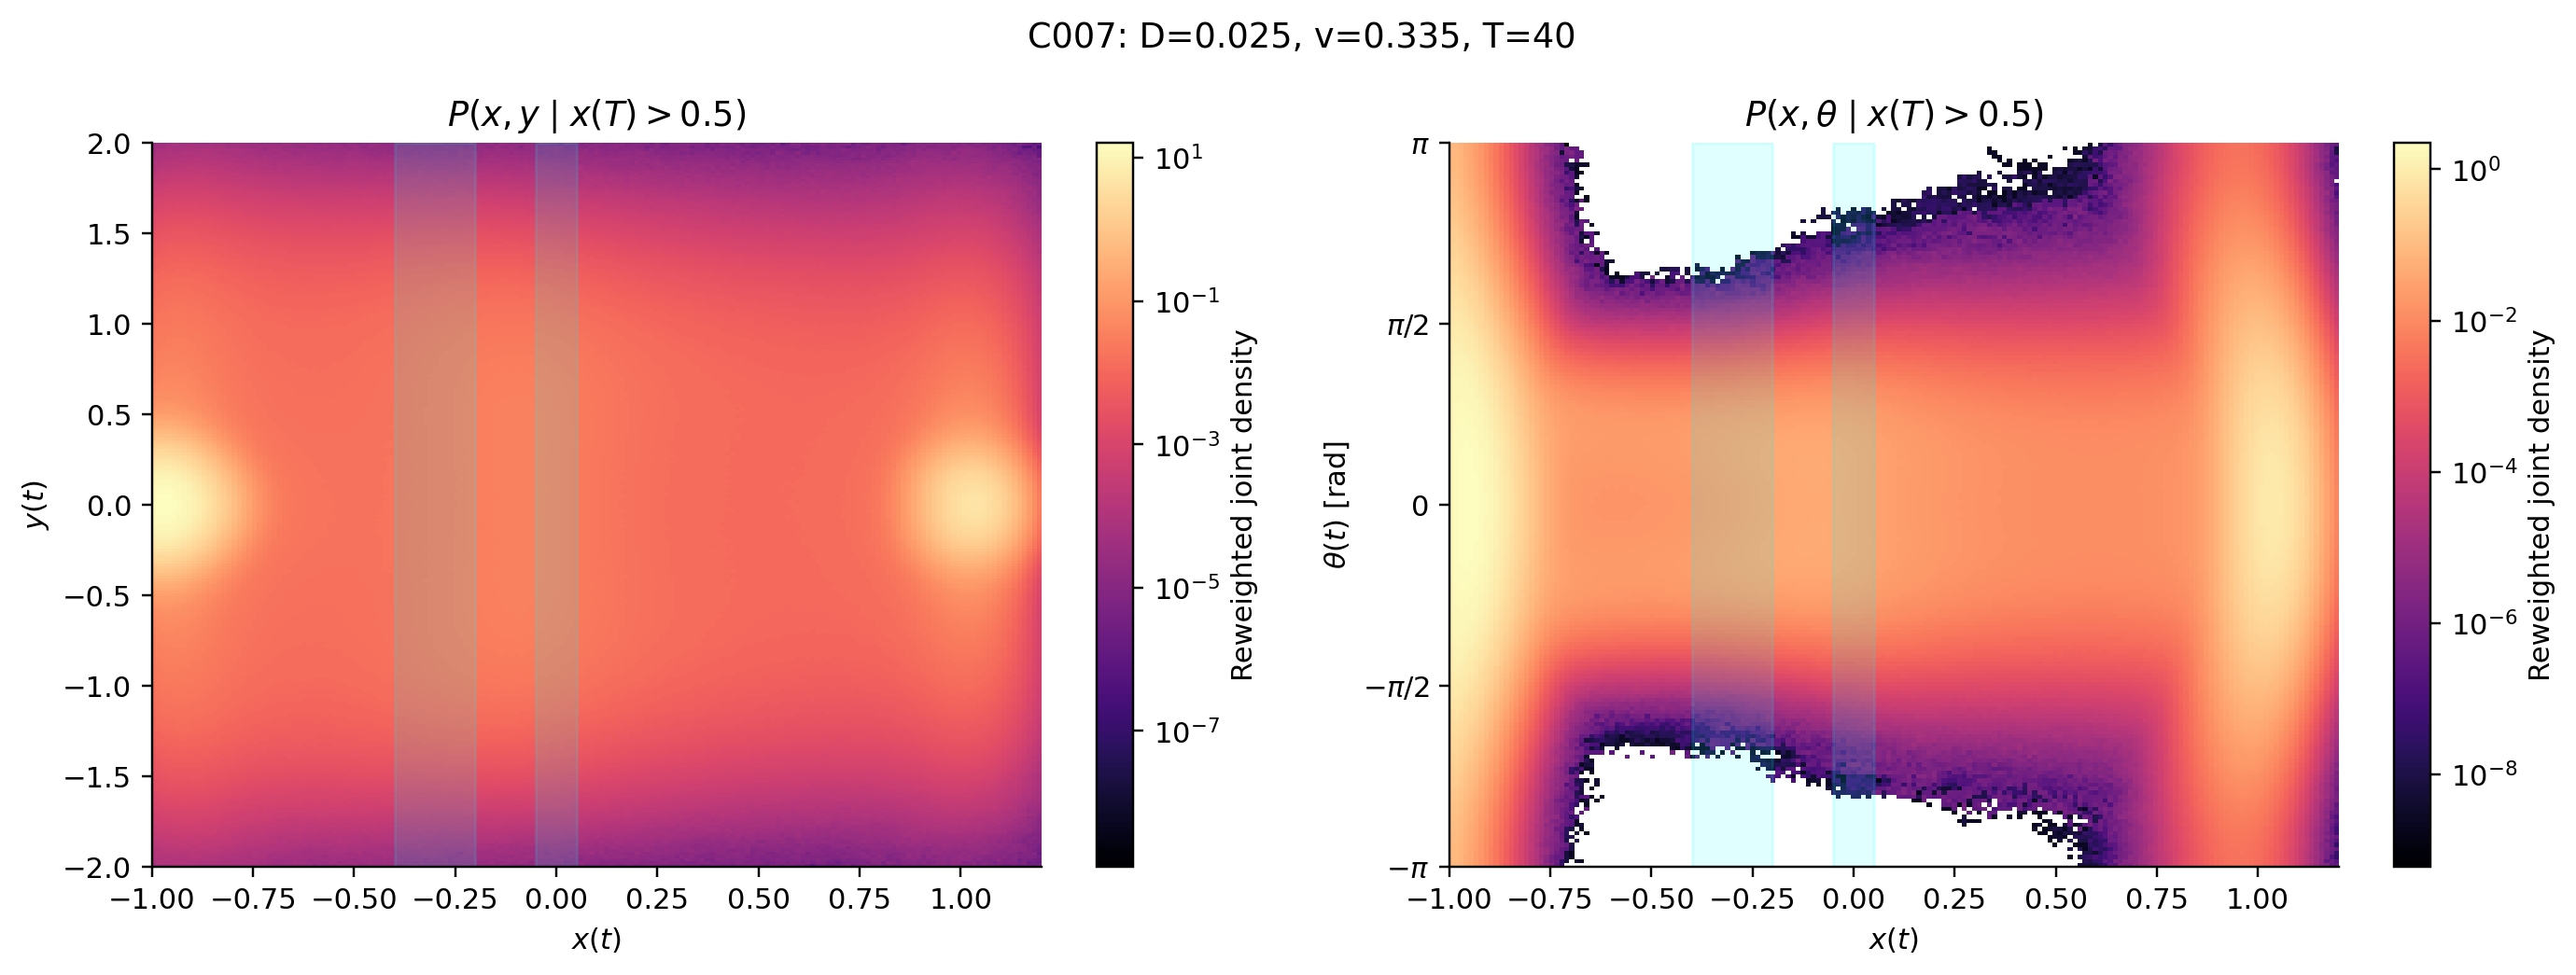 C007: D=0.025, v=0.335, T=40
P(x, y | x(T) > 0.5)
2.0
1.5
1.0
0.5
0.0
−0.5
−1.0
−1.5
−2.0
y(t)
−1.00 −0.75 −0.50 −0.25 0.00 0.25 0.50 0.75 1.00
x(t)
10¹
10⁻¹
10⁻³
10⁻⁵
10⁻⁷
Reweighted joint density
P(x, θ | x(T) > 0.5)
π
π/2
0
−π/2
−π
θ(t) [rad]
−1.00 −0.75 −0.50 −0.25 0.00 0.25 0.50 0.75 1.00
x(t)
10⁰
10⁻²
10⁻⁴
10⁻⁶
10⁻⁸
Reweighted joint density